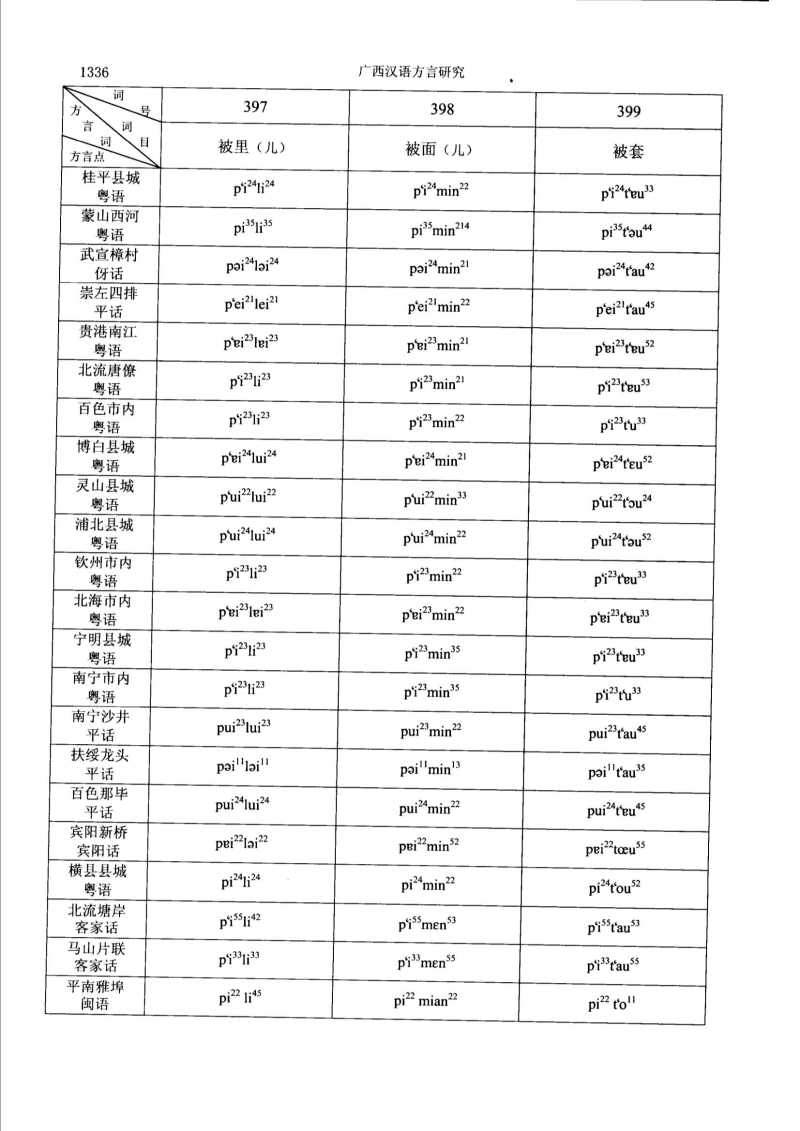 1336 广西汉语方言研究
词
方 号 397 398 399
言 词
词 目 被里（儿） 被面（儿） 被套
方言点
桂平县城
粤语 pʻi²⁴li²⁴ pʻi²⁴min²² pʻi²⁴tʻɐu³³
蒙山西河
粤语 pi³⁵li³⁵ pi³⁵min²¹⁴ pi³⁵tʻəu⁴⁴
武宣樟村
伢话 pəi²⁴ləi²⁴ pəi²⁴min²¹ pəi²⁴tʻau⁴²
崇左四排
平话 pʻei²¹lei²¹ pʻei²¹min²² pʻei²¹tʻau⁴⁵
贵港南江
粤语 pʻɐi²³lɐi²³ pʻɐi²³min²¹ pʻɐi²³tʻɐu⁵²
北流唐僚
粤语 pʻi²³li²³ pʻi²³min²¹ pʻi²³tʻɐu⁵³
百色市内
粤语 pʻi²³li²³ pʻi²³min²² pʻi²³tʻu³³
博白县城
粤语 pʻɐi²⁴lui²⁴ pʻɐi²⁴min²¹ pʻɐi²⁴tʻɛu⁵²
灵山县城
粤语 pʻui²²lui²² pʻui²²min³³ pʻui²²tʻɔu²⁴
浦北县城
粤语 pʻui²⁴lui²⁴ pʻui²⁴min²² pʻui²⁴tʻəu⁵²
钦州市内
粤语 pʻi²³li²³ pʻi²³min²² pʻi²³tʻɐu³³
北海市内
粤语 pʻɐi²³lɐi²³ pʻɐi²³min²² pʻɐi²³tʻɐu³³
宁明县城
粤语 pʻi²³li²³ pʻi²³min³⁵ pʻi²³tʻɐu³³
南宁市内
粤语 pʻi²³li²³ pʻi²³min³⁵ pʻi²³tʻu³³
南宁沙井
平话 pui²³lui²³ pui²³min²² pui²³tʻau⁴⁵
扶绥龙头
平话 pəi¹¹ləi¹¹ pəi¹¹min¹³ pəi¹¹tʻau³⁵
百色那毕
平话 pui²⁴lui²⁴ pui²⁴min²² pui²⁴tʻɐu⁴⁵
宾阳新桥
宾阳话 pɐi²²ləi²² pɐi²²min⁵² pɐi²²tœu⁵⁵
横县县城
粤语 pi²⁴li²⁴ pi²⁴min²² pi²⁴tʻou⁵²
北流塘岸
客家话 pʻi⁵⁵li⁴² pʻi⁵⁵mɛn⁵³ pʻi⁵⁵tʻau⁵³
马山片联
客家话 pʻi³³li³³ pʻi³³mɛn⁵⁵ pʻi³³tʻau⁵⁵
平南雅埠
闽语 pi²² li⁴⁵ pi²² mian²² pi²² tʻo¹¹